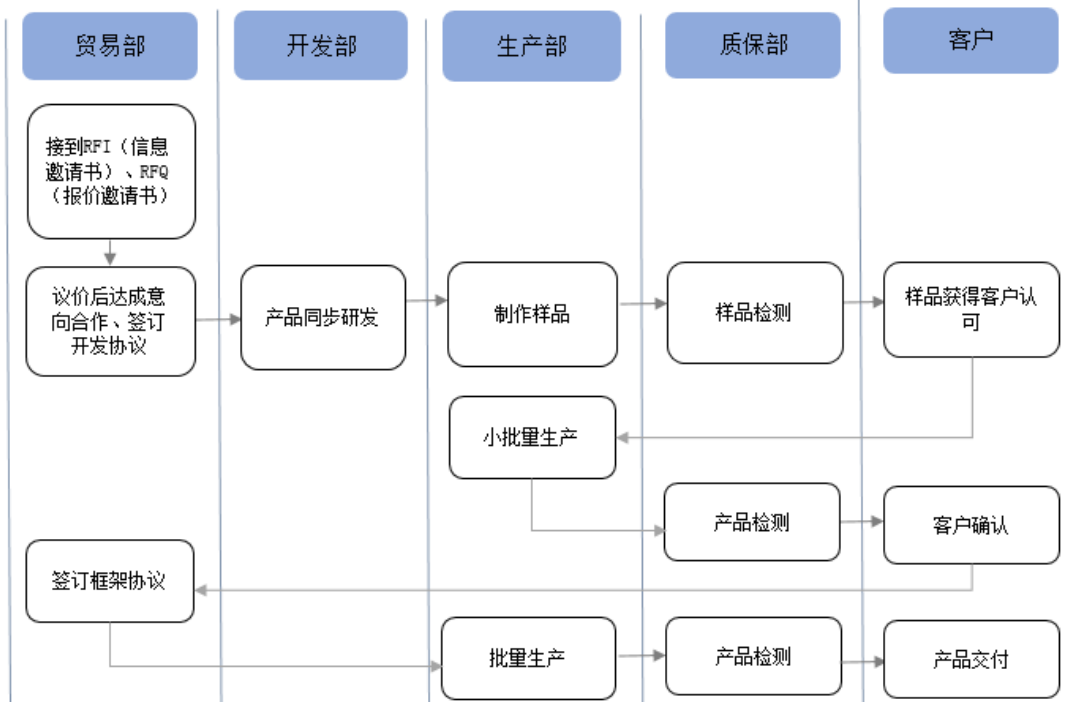 贸易部
开发部
生产部
质保部
客户
接到RFI（信息
邀请书）、RFQ
（报价邀请书）
议价后达成意
向合作、签订
开发协议
产品同步研发
制作样品
样品检测
样品获得客户认
可
小批量生产
产品检测
客户确认
签订框架协议
批量生产
产品检测
产品交付